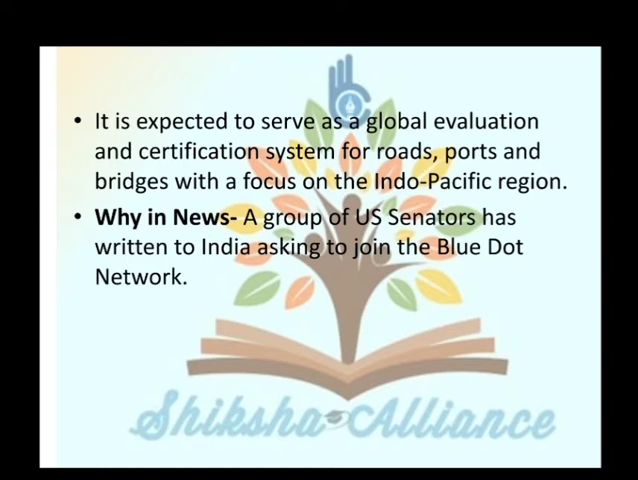 • It is expected to serve as a global evaluation
and certification system for roads, ports and
bridges with a focus on the Indo-Pacific region.
• Why in News- A group of US Senators has
written to India asking to join the Blue Dot
Network.
Shiksha Alliance